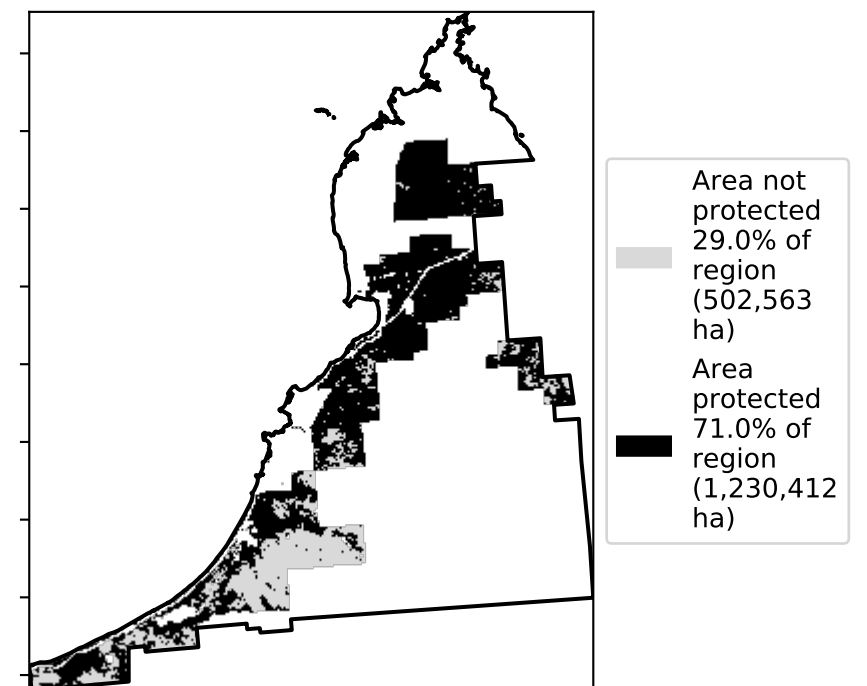 Area not
protected
29.0% of
region
(502,563
ha)
Area
protected
71.0% of
region
(1,230,412
ha)